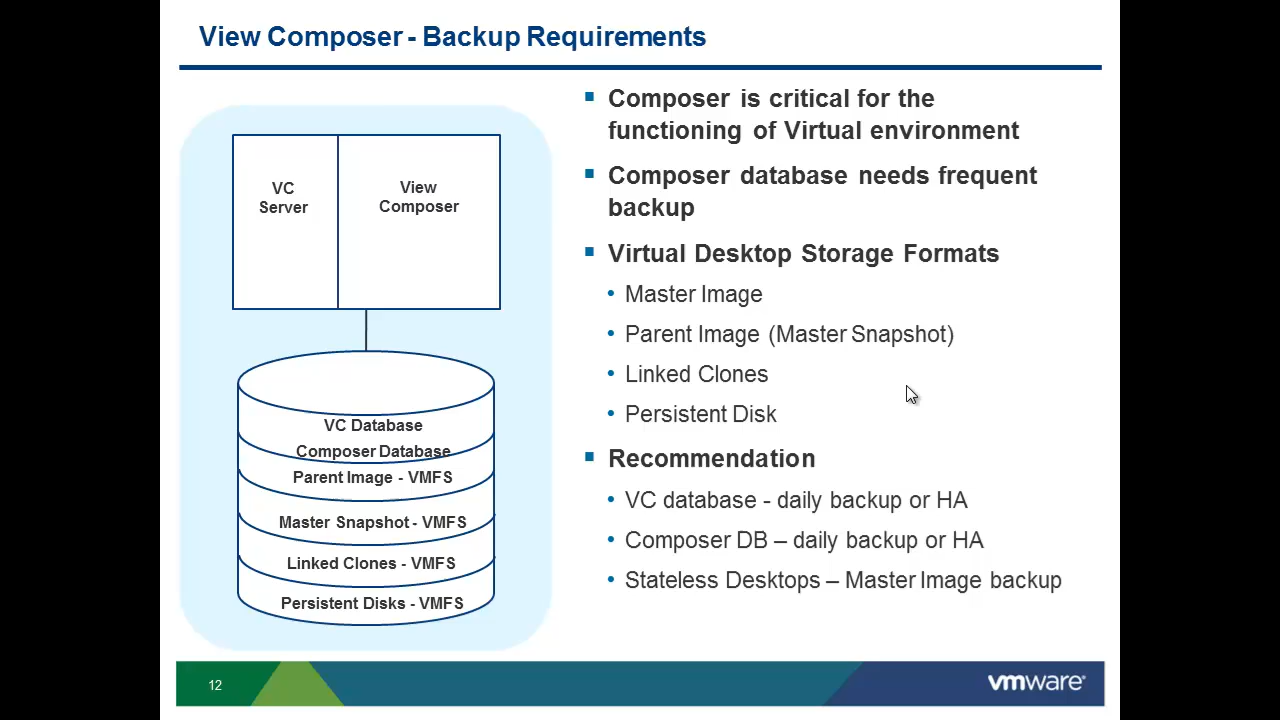 View Composer - Backup Requirements
VC
Server
View
Composer
VC Database
Composer Database
Parent Image - VMFS
Master Snapshot - VMFS
Linked Clones - VMFS
Persistent Disks - VMFS
Composer is critical for the
functioning of Virtual environment
Composer database needs frequent
backup
Virtual Desktop Storage Formats
Master Image
Parent Image (Master Snapshot)
Linked Clones
Persistent Disk
Recommendation
VC database - daily backup or HA
Composer DB – daily backup or HA
Stateless Desktops – Master Image backup
12
vmware®